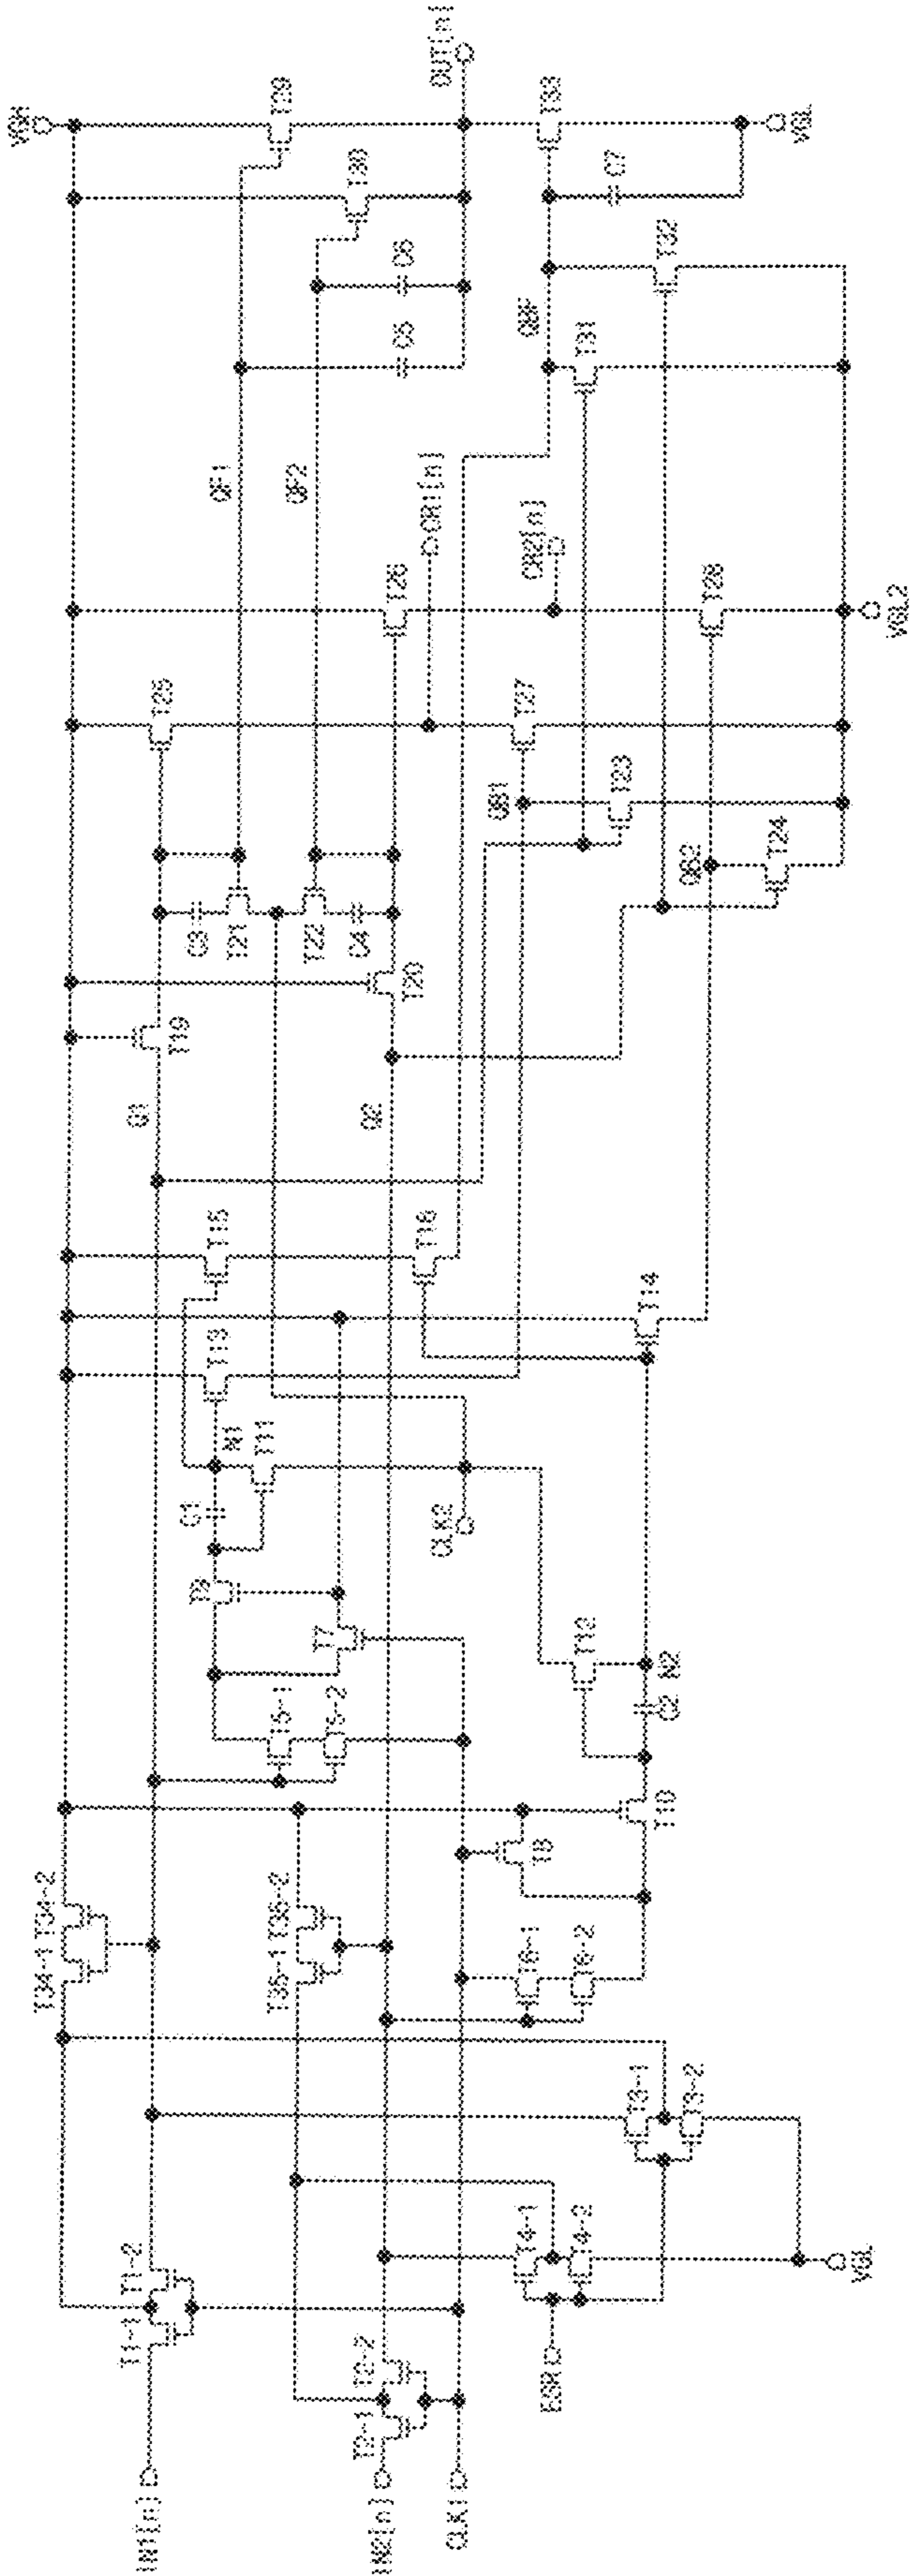 IN1[n]
IN2[n]
CLK1
T1-1
T1-2
T2-1
T2-2
ESR
T4-1
T4-2
VGL
T3-1
T3-2
T34-1
T34-2
T35-1
T35-2
T6-1
T6-2
T8
T10
T5-1
T5-2
T7
T9
C1
N1
T11
CLK2
T12
C2
N2
T13
T14
T15
T16
Q1
Q2
T19
T20
C3
T21
T22
C4
QB1
T23
QB2
T24
T25
T26
T27
T28
CR1[n]
CR2[n]
VGL2
QF1
QF2
QBF
T31
T32
C5
C6
C7
T30
T29
T33
VGH
OUT[n]
VGL